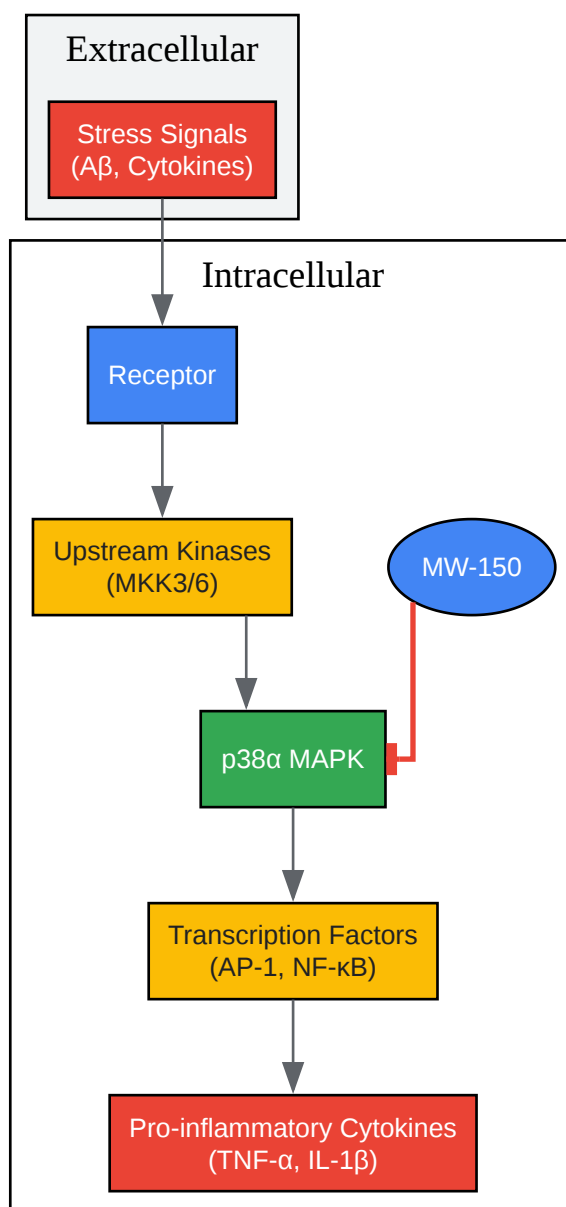 Extracellular
Stress Signals
(Aβ, Cytokines)
Intracellular
Receptor
Upstream Kinases
(MKK3/6)
MW-150
p38α MAPK
Transcription Factors
(AP-1, NF-κB)
Pro-inflammatory Cytokines
(TNF-α, IL-1β)